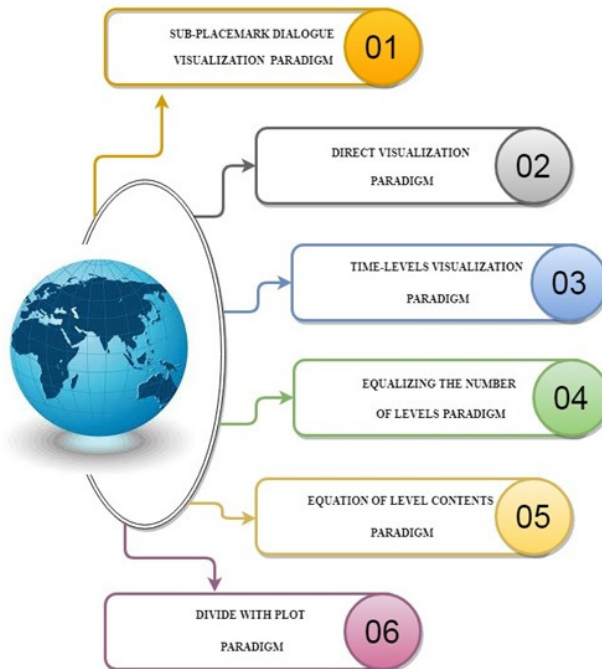 SUB-PLACEMARK DIALOGUE
VISUALIZATION PARADIGM
01
DIRECT VISUALIZATION
PARADIGM
02
TIME-LEVELS VISUALIZATION
PARADIGM
03
EQUALIZING THE NUMBER
OF LEVELS PARADIGM
04
EQUATION OF LEVEL CONTENTS
PARADIGM
05
DIVIDE WITH PLOT
PARADIGM
06